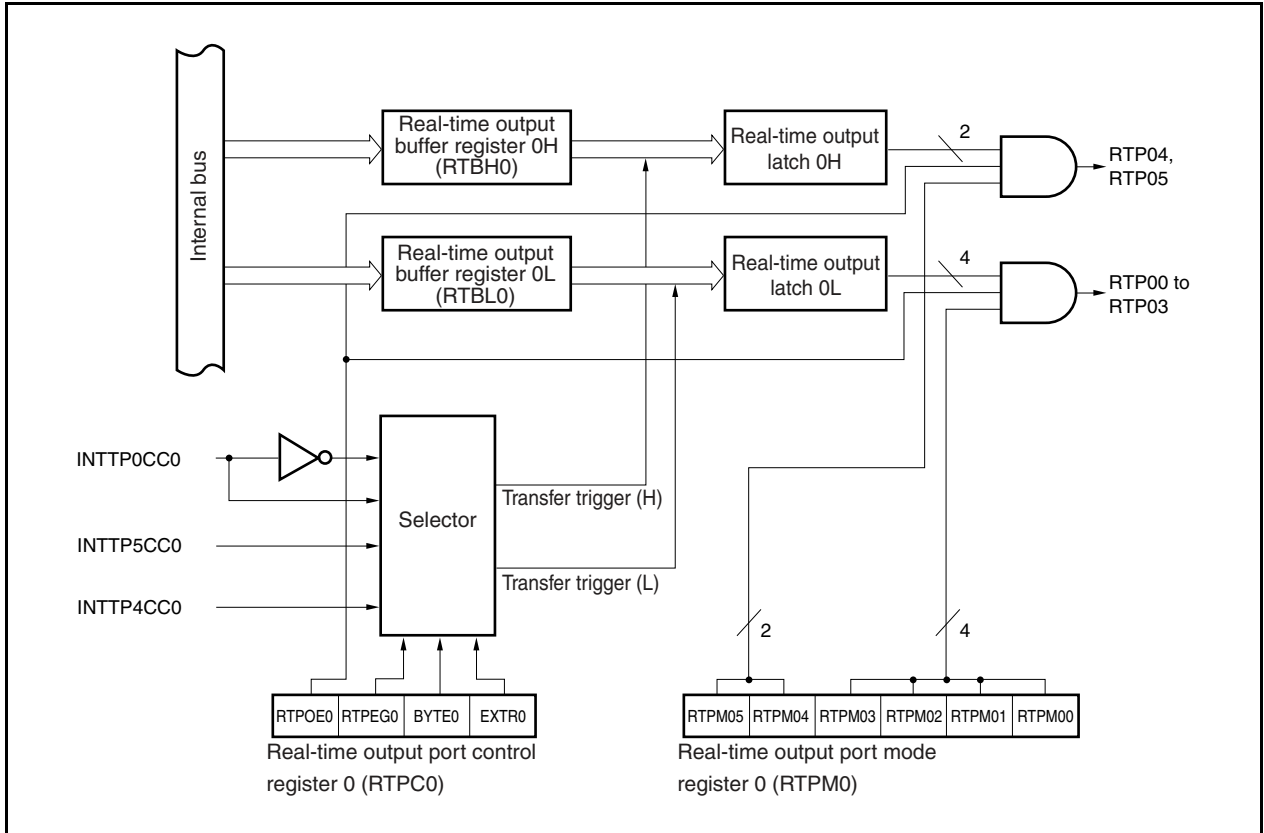 Internal bus
Real-time output
buffer register 0H
(RTBH0)
Real-time output
latch 0H
2
RTP04,
RTP05
Real-time output
buffer register 0L
(RTBL0)
Real-time output
latch 0L
4
RTP00 to
RTP03
INTTP0CC0
INTTP5CC0
INTTP4CC0
Selector
Transfer trigger (H)
Transfer trigger (L)
2
4
RTPOE0 RTPEG0 BYTE0 EXTR0
Real-time output port control
register 0 (RTPC0)
RTPM05 RTPM04 RTPM03 RTPM02 RTPM01 RTPM00
Real-time output port mode
register 0 (RTPM0)